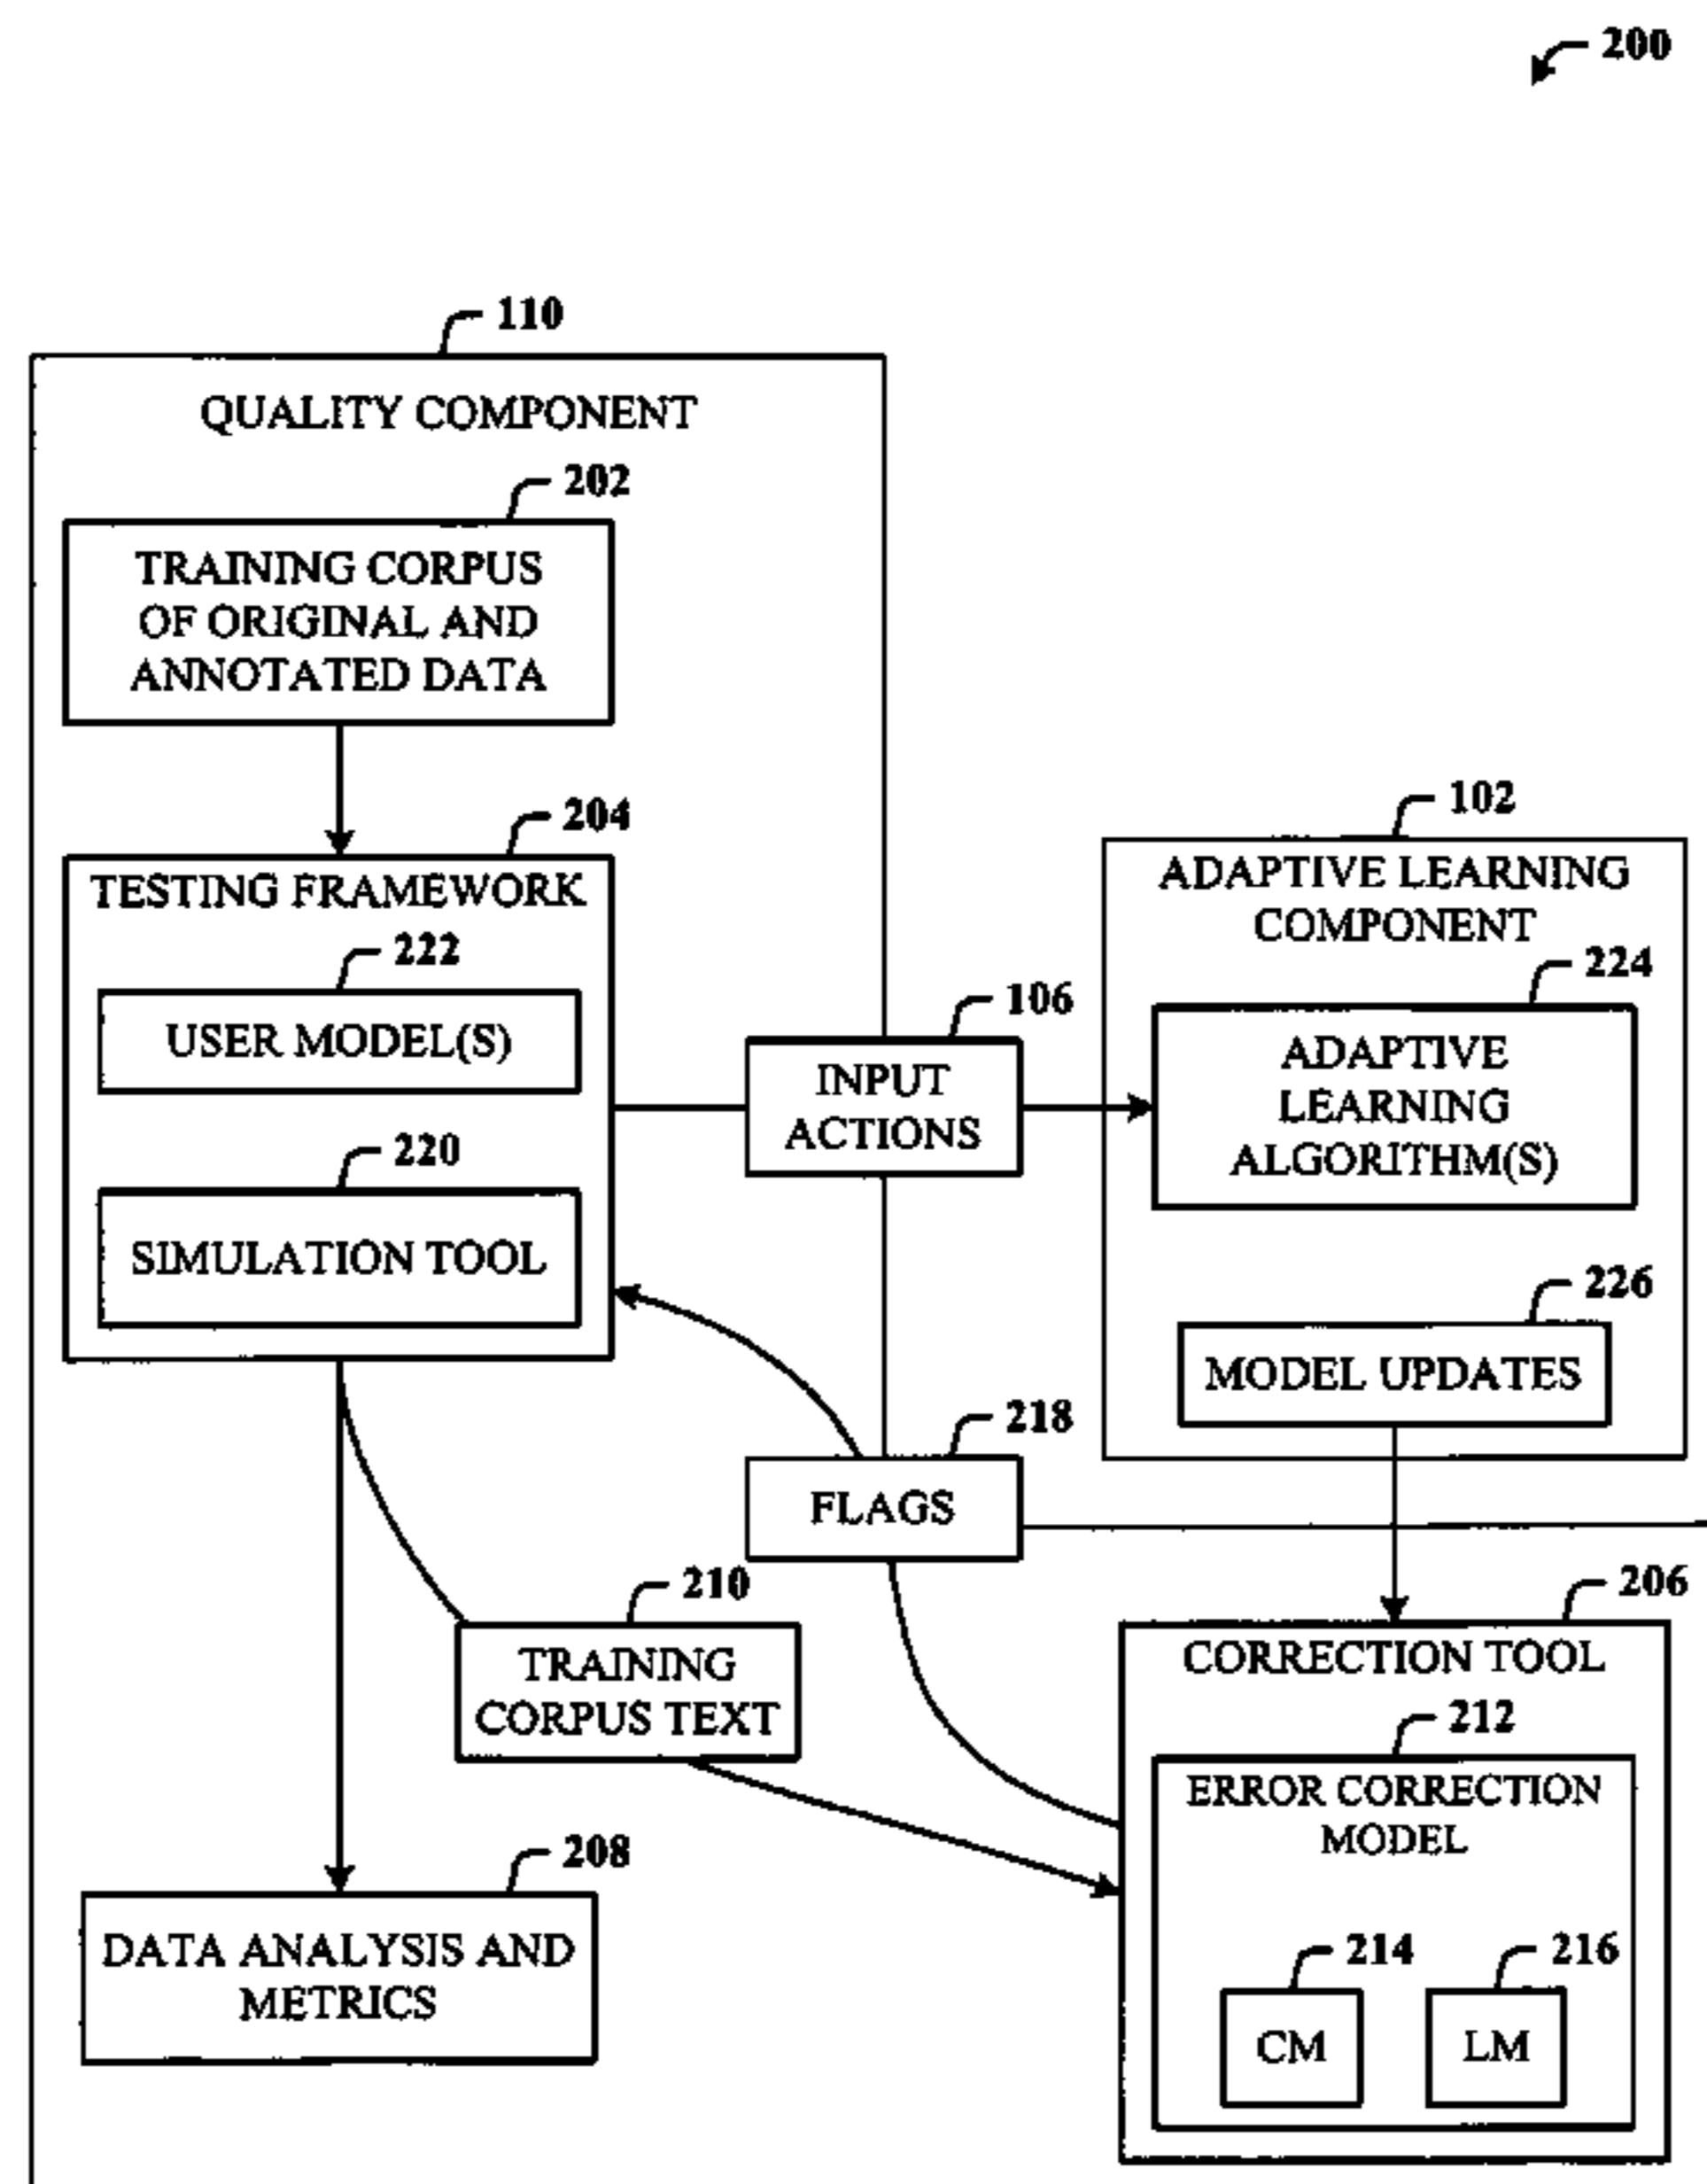 200
110
QUALITY COMPONENT
202
TRAINING CORPUS
OF ORIGINAL AND
ANNOTATED DATA
204
TESTING FRAMEWORK
222
USER MODEL(S)
220
SIMULATION TOOL
106
INPUT
ACTIONS
102
ADAPTIVE LEARNING
COMPONENT
224
ADAPTIVE
LEARNING
ALGORITHM(S)
226
MODEL UPDATES
218
FLAGS
210
TRAINING
CORPUS TEXT
206
CORRECTION TOOL
212
ERROR CORRECTION
MODEL
214
CM
216
LM
208
DATA ANALYSIS AND
METRICS